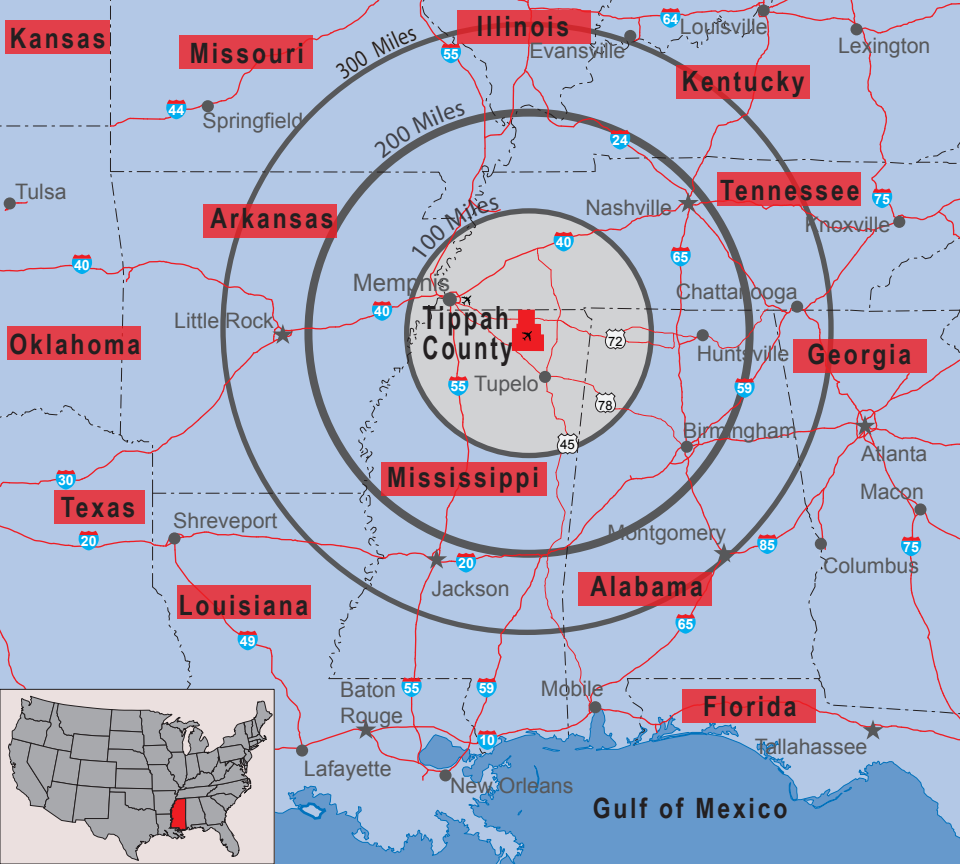 Kansas
Missouri
Illinois
300 Miles
55
64
Louisville
Evansville
Lexington
Kentucky
44
Springfield
200 Miles
24
Tulsa
Arkansas
100 Miles
Nashville
Tennessee
75
Knoxville
40
40
65
Memphis
Chattanooga
40
Little Rock
Tippah
County
72
Huntsville
Oklahoma
Georgia
55
Tupelo
59
78
45
Birmingham
Atlanta
30
Mississippi
Macon
Texas
Shreveport
20
Montgomery
85
75
20
Jackson
Columbus
Alabama
Louisiana
49
65
Baton
Rouge
55
59
Mobile
Florida
10
Tallahassee
Lafayette
New Orleans
Gulf of Mexico